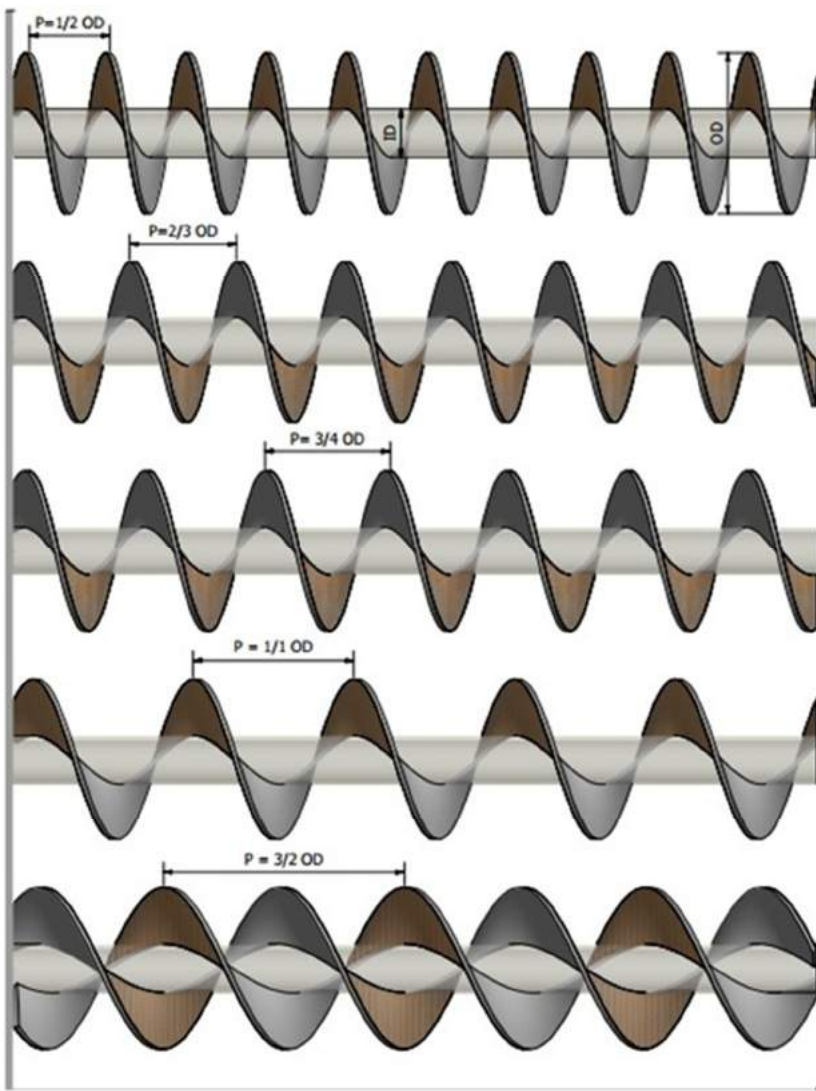 P=1/2 OD
ID
OD
P=2/3 OD
P= 3/4 OD
P = 1/1 OD
P = 3/2 OD